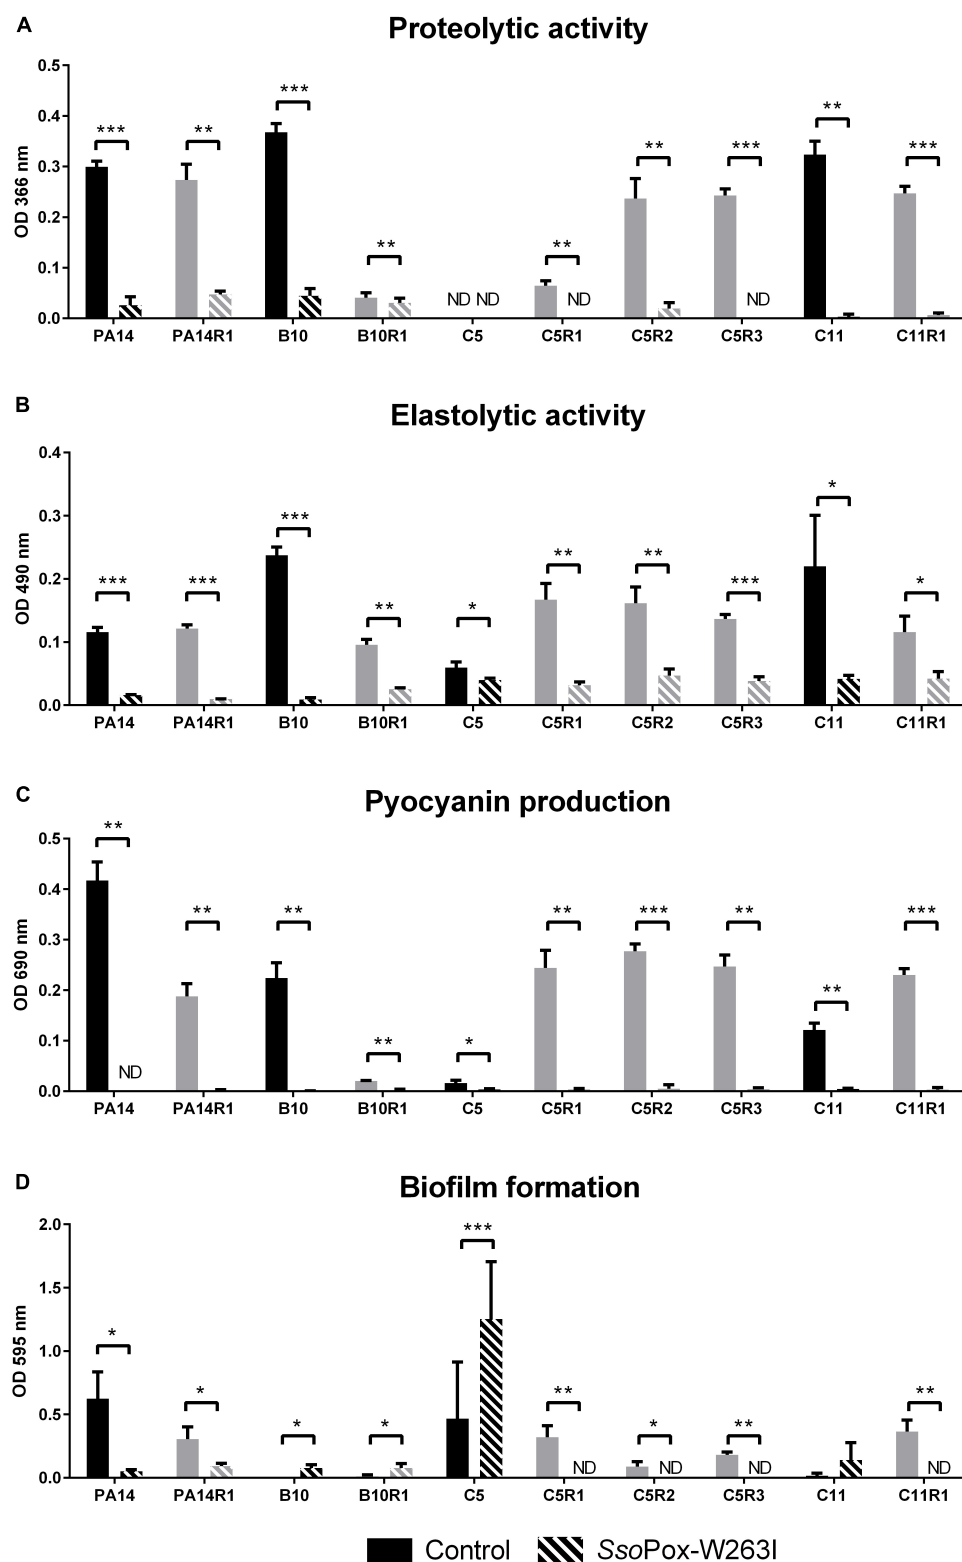 A
Proteolytic activity
OD 366 nm
0.5
0.4
0.3
0.2
0.1
0.0
*** ** *** ** ** ** *** ** ***
ND ND ND ND
PA14 PA14R1 B10 B10R1 C5 C5R1 C5R2 C5R3 C11 C11R1
B
Elastolytic activity
OD 490 nm
0.4
0.3
0.2
0.1
0.0
*** *** *** ** * ** ** *** * *
PA14 PA14R1 B10 B10R1 C5 C5R1 C5R2 C5R3 C11 C11R1
C
Pyocyanin production
OD 690 nm
0.5
0.4
0.3
0.2
0.1
0.0
** ** ** ** * ** *** ** ** ***
ND
PA14 PA14R1 B10 B10R1 C5 C5R1 C5R2 C5R3 C11 C11R1
D
Biofilm formation
OD 595 nm
2.0
1.5
1.0
0.5
0.0
* * * * *** ** * ** **
ND ND ND ND
PA14 PA14R1 B10 B10R1 C5 C5R1 C5R2 C5R3 C11 C11R1
Control SsoPox-W263I